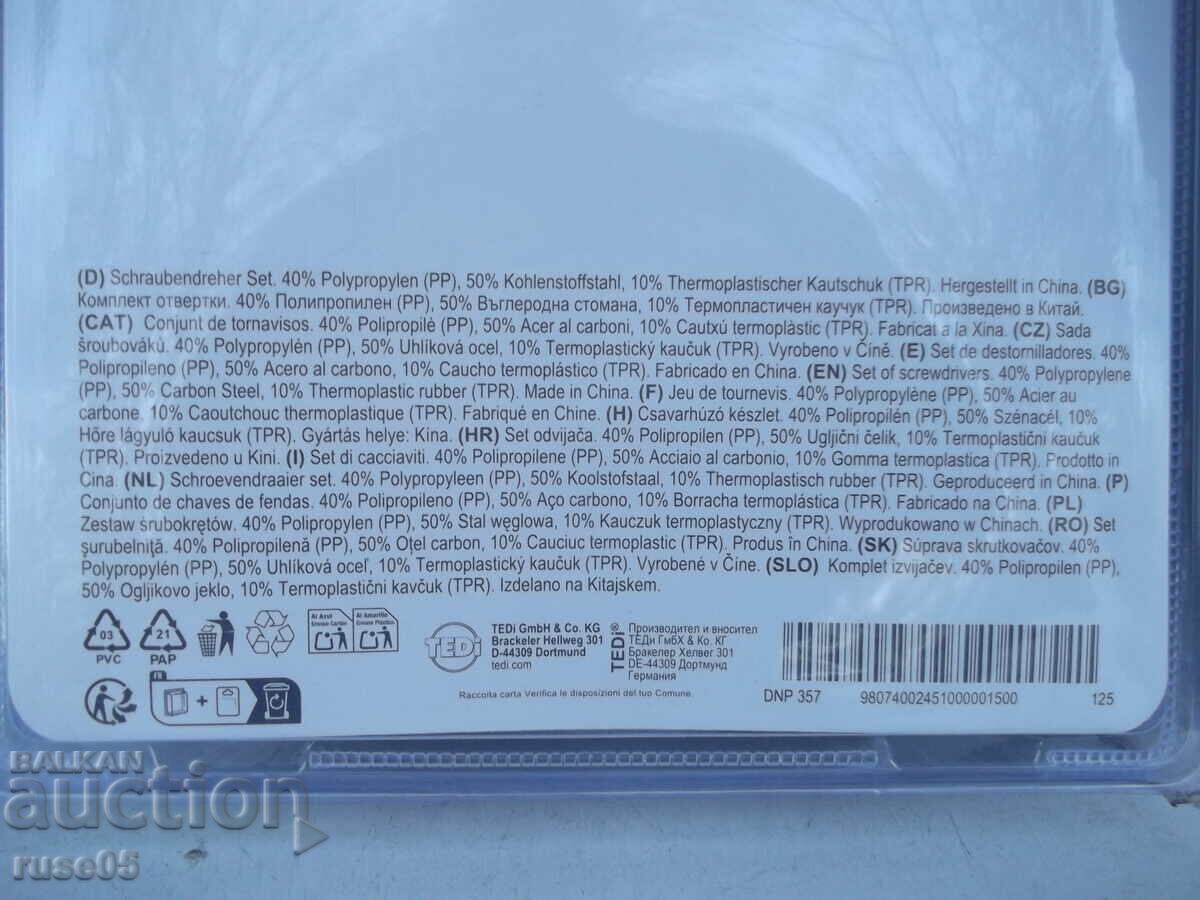 (D) Schraubendreher Set. 40% Polypropylen (PP), 50% Kohlenstoffstahl, 10% Thermoplastischer Kautschuk (TPR). Hergestellt in China. (BG)
Комплект отвертки. 40% Полипропилен (PP), 50% Въглеродна стомана, 10% Термопластичен каучук (TPR). Произведено в Китай.
(CAT) Conjunt de tornavisos. 40% Polipropilè (PP), 50% Acer al carboni, 10% Cautxú termoplàstic (TPR). Fabricat a la Xina. (CZ) Sada
šroubováků. 40% Polypropylén (PP), 50% Uhlíková ocel, 10% Termoplastický kaučuk (TPR). Vyrobeno v Číně. (E) Set de destornilladores. 40%
Polipropileno (PP), 50% Acero al carbono, 10% Caucho termoplástico (TPR). Fabricado en China. (EN) Set of screwdrivers. 40% Polypropylene
(PP), 50% Carbon Steel, 10% Thermoplastic rubber (TPR). Made in China. (F) Jeu de tournevis. 40% Polypropylène (PP), 50% Acier au
carbone, 10% Caoutchouc thermoplastique (TPR). Fabriqué en Chine. (H) Csavarhúzó készlet. 40% Polipropilén (PP), 50% Szénacél, 10%
Hőre lágyuló kaucsuk (TPR). Gyártás helye: Kina. (HR) Set odvijača. 40% Polipropilen (PP), 50% Ugljični čelik, 10% Termoplastični kaučuk
(TPR). Proizvedeno u Kini. (I) Set di cacciaviti. 40% Polipropilene (PP), 50% Acciaio al carbonio, 10% Gomma termoplastica (TPR). Prodotto in
Cina. (NL) Schroevendraaier set. 40% Polypropyleen (PP), 50% Koolstofstaal, 10% Thermoplastisch rubber (TPR). Geproduceerd in China. (P)
Conjunto de chaves de fendas. 40% Polipropileno (PP), 50% Aço carbono, 10% Borracha termoplástica (TPR). Fabricado na China. (PL)
Zestaw śrubokrętów. 40% Polipropylen (PP), 50% Stal węglowa, 10% Kauczuk termoplastyczny (TPR). Wyprodukowano w Chinach. (RO) Set
șurubelniță. 40% Polipropilenă (PP), 50% Oțel carbon, 10% Cauciuc termoplastic (TPR). Produs în China. (SK) Súprava skrutkovačov. 40%
Polypropylén (PP), 50% Uhlíková oceľ, 10% Termoplastický kaučuk (TPR). Vyrobené v Čine. (SLO) Komplet izvijačev. 40% Polipropilen (PP),
50% Ogljikovo jeklo, 10% Termoplastični kavčuk (TPR). Izdelano na Kitajskem.
03
PVC
21
PAP
Al Azul
Envase Cartón
Al Amarillo
Envase Plástico
FR
TEDi
TEDi GmbH & Co. KG
Brackeler Hellweg 301
D-44309 Dortmund
tedi.com
TEDi®
Производител и вносител
ТЕДи ГмбХ & Ко. КГ
Бракелер Хелвег 301
DE-44309 Дортмунд
Германия
Raccolta carta Verifica le disposizioni del tuo Comune.
DNP 357
98074002451000001500
125
BALKAN
auction
ruse05